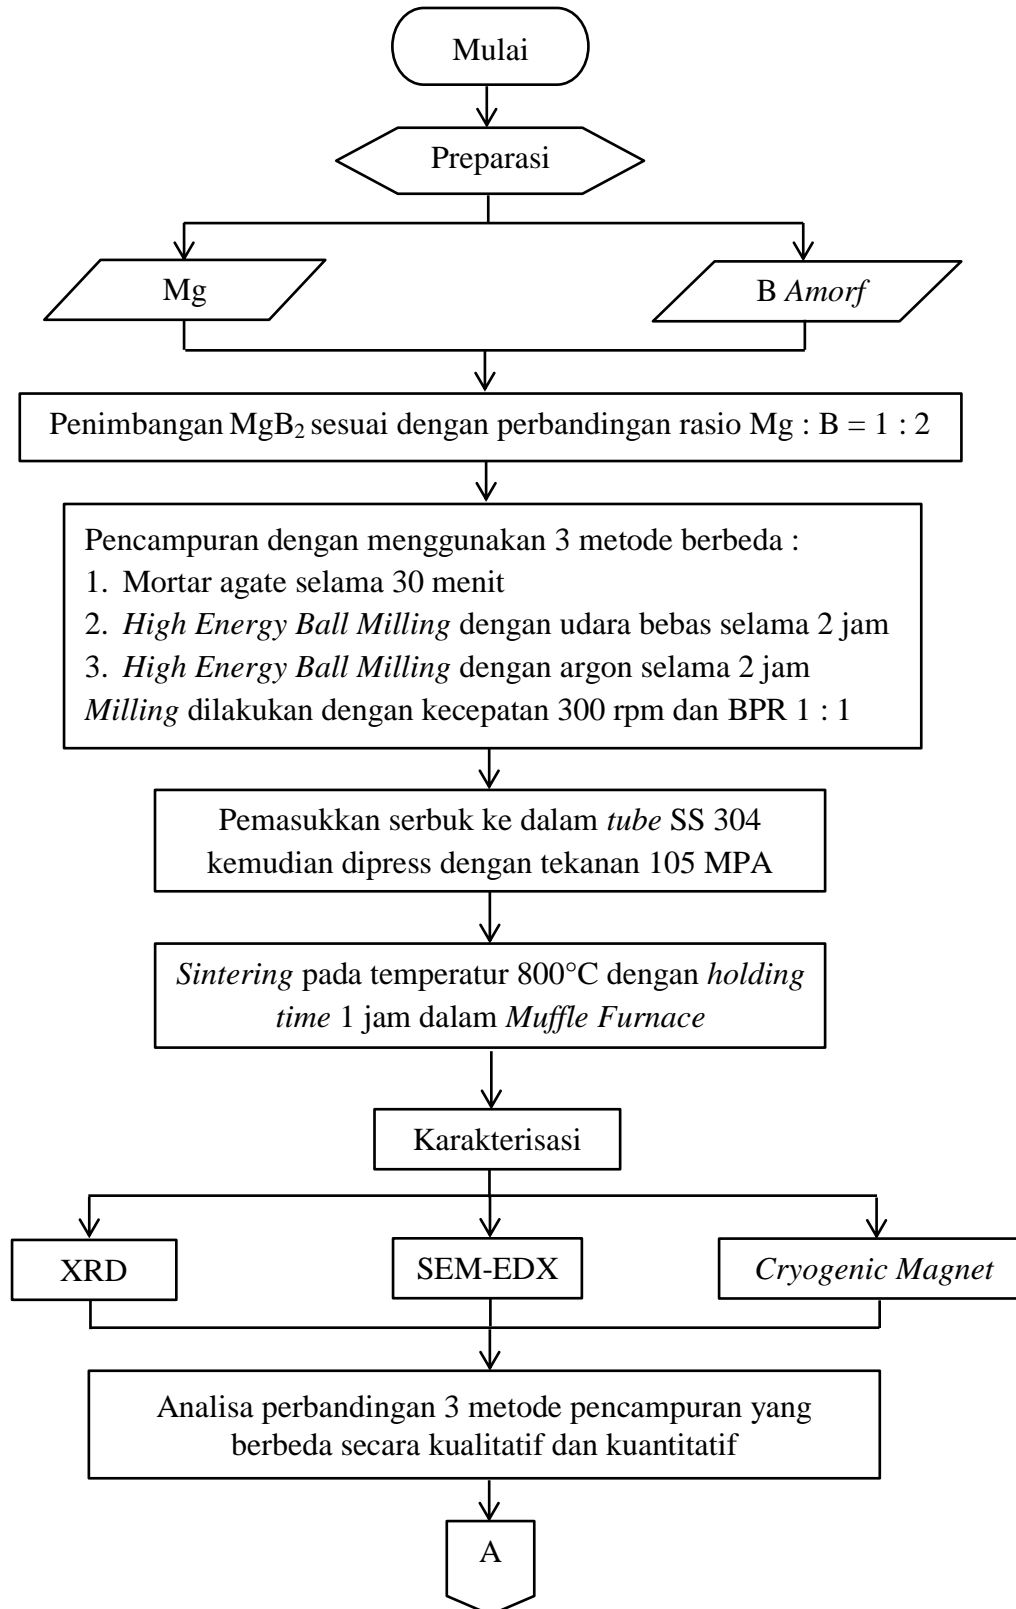 Mulai
Preparasi
Mg
B Amorf
Penimbangan MgB₂ sesuai dengan perbandingan rasio Mg : B = 1 : 2
Pencampuran dengan menggunakan 3 metode berbeda :
1. Mortar agate selama 30 menit
2. High Energy Ball Milling dengan udara bebas selama 2 jam
3. High Energy Ball Milling dengan argon selama 2 jam
Milling dilakukan dengan kecepatan 300 rpm dan BPR 1 : 1
Pemasukkan serbuk ke dalam tube SS 304
kemudian dipress dengan tekanan 105 MPA
Sintering pada temperatur 800°C dengan holding
time 1 jam dalam Muffle Furnace
Karakterisasi
XRD
SEM-EDX
Cryogenic Magnet
Analisa perbandingan 3 metode pencampuran yang
berbeda secara kualitatif dan kuantitatif
A